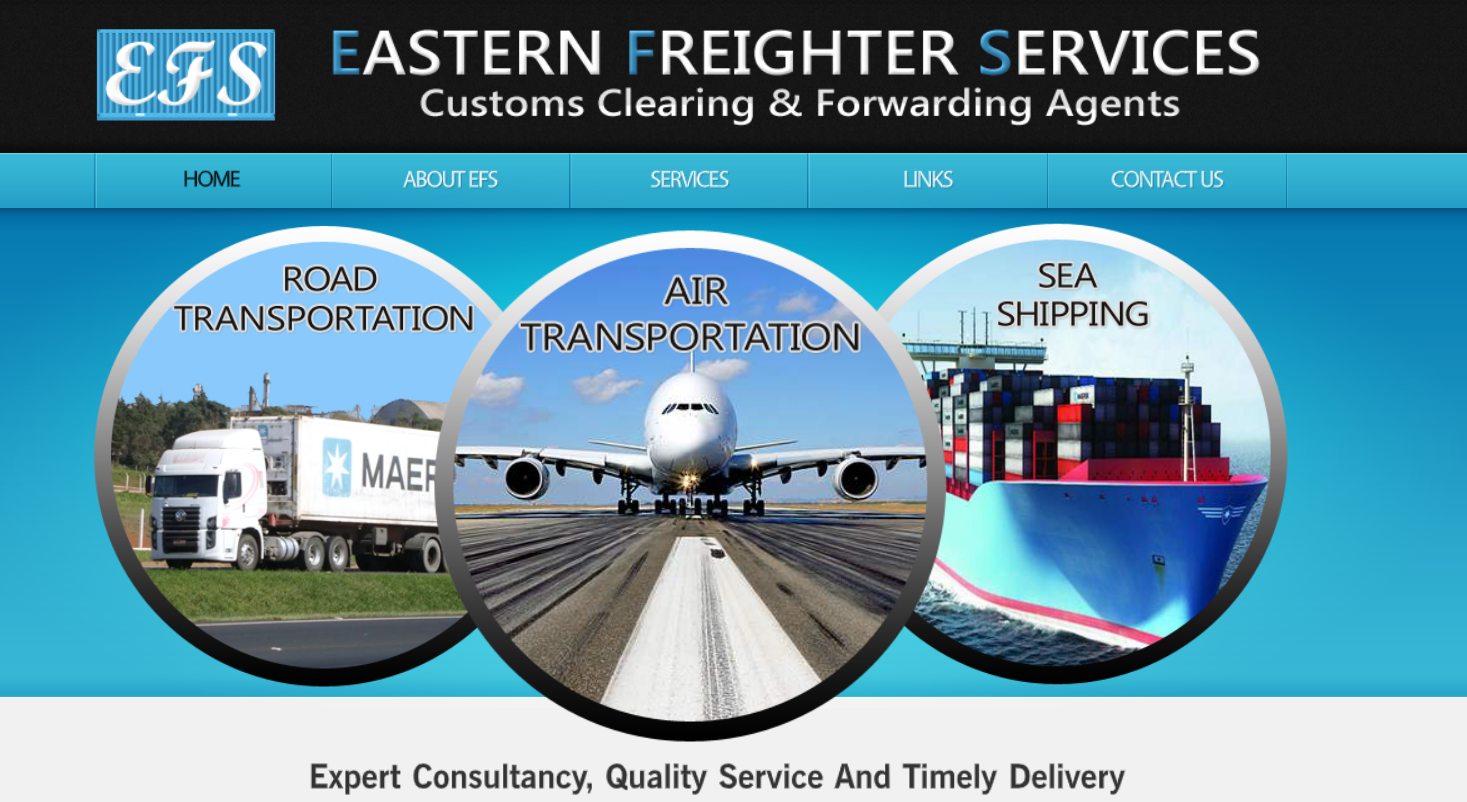 EFS
EASTERN FREIGHTER SERVICES
Customs Clearing & Forwarding Agents
HOME
ABOUT EFS
SERVICES
LINKS
CONTACT US
ROAD
TRANSPORTATION
AIR
TRANSPORTATION
SEA
SHIPPING
MAER
Expert Consultancy, Quality Service And Timely Delivery